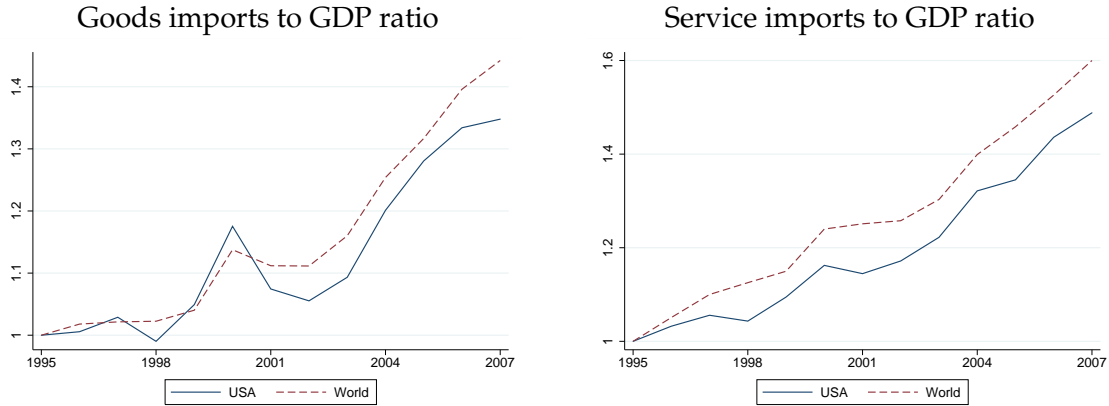 Goods imports to GDP ratio
1.4
1.3
1.2
1.1
1
1995 1998 2001 2004 2007
USA World
Service imports to GDP ratio
1.6
1.4
1.2
1
1995 1998 2001 2004 2007
USA World